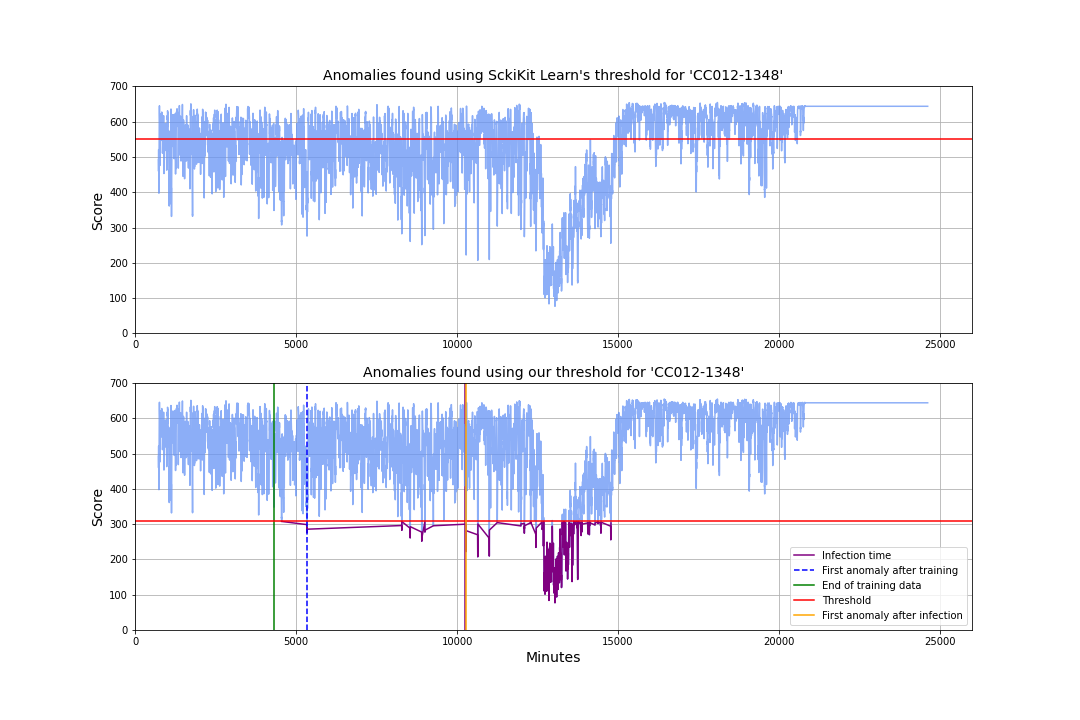 Anomalies found using SckiKit Learn's threshold for 'CC012-1348'
700
600
500
400
300
200
100
0
Score
0 5000 10000 15000 20000 25000
Anomalies found using our threshold for 'CC012-1348'
700
600
500
400
300
200
100
0
Score
Infection time
First anomaly after training
End of training data
Threshold
First anomaly after infection
0 5000 10000 15000 20000 25000
Minutes